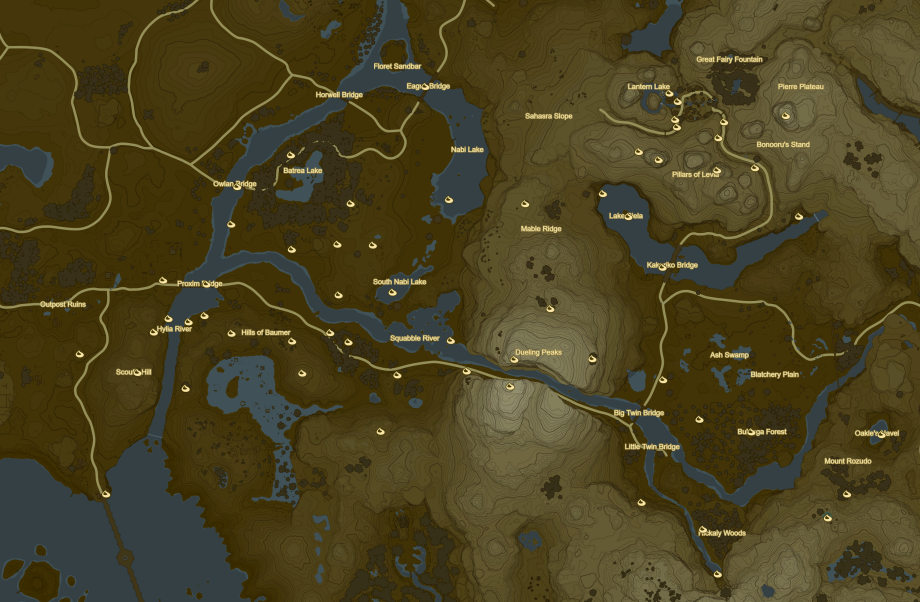 Great Fairy Fountain
Floret Sandbar
Eagus Bridge
Lantern Lake
Pierre Plateau
Horwell Bridge
Sahasra Slope
Bonooru's Stand
Nabi Lake
Batrea Lake
Pillars of Levia
Owlan Bridge
Lake Siela
Mable Ridge
Kakariko Bridge
Proxim Bridge
South Nabi Lake
Outpost Ruins
Hylia River
Hills of Baumer
Squabble River
Dueling Peaks
Ash Swamp
Scout's Hill
Blatchery Plain
Big Twin Bridge
Bubinga Forest
Oakle's Navel
Little Twin Bridge
Mount Rozudo
Hickaly Woods